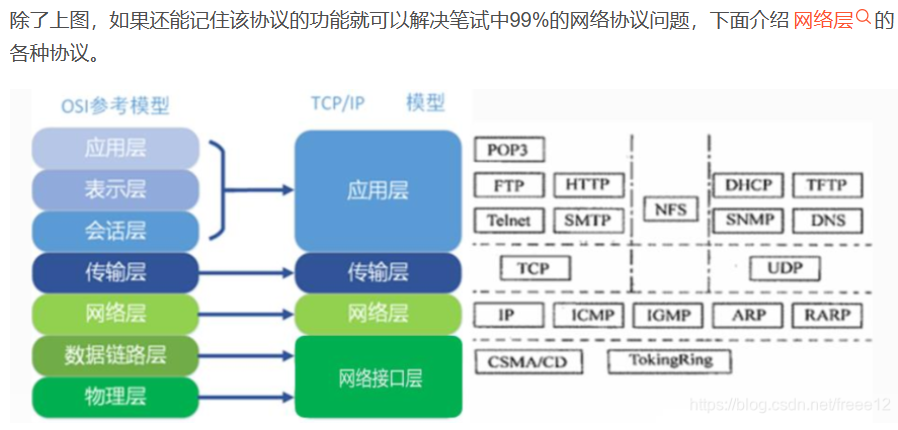 除了上图，如果还能记住该协议的功能就可以解决笔试中99%的网络协议问题，下面介绍 网络层 的
各种协议。
OSI参考模型 TCP/IP 模型
应用层
表示层
会话层
传输层
网络层
数据链路层
物理层
应用层
传输层
网络层
网络接口层
POP3
FTP HTTP NFS DHCP TFTP
Telnet SMTP SNMP DNS
TCP UDP
IP ICMP IGMP ARP RARP
CSMA/CD TokingRing
https://blog.csdn.net/freee12